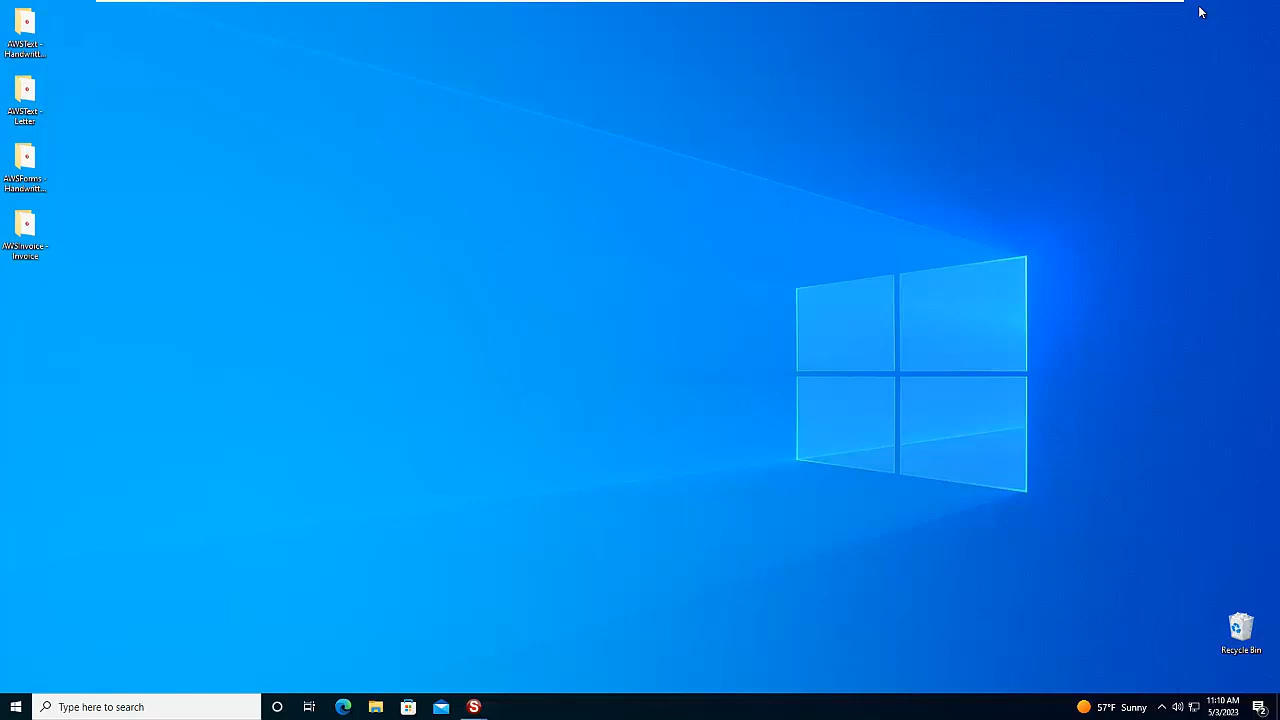 AWSText -
Handwritt...
AWSText -
Letter
AWSForms -
Handwritt...
AWSInvoice -
Invoice
Recycle Bin
Type here to search
S
57°F Sunny
11:10 AM
5/3/2023
2